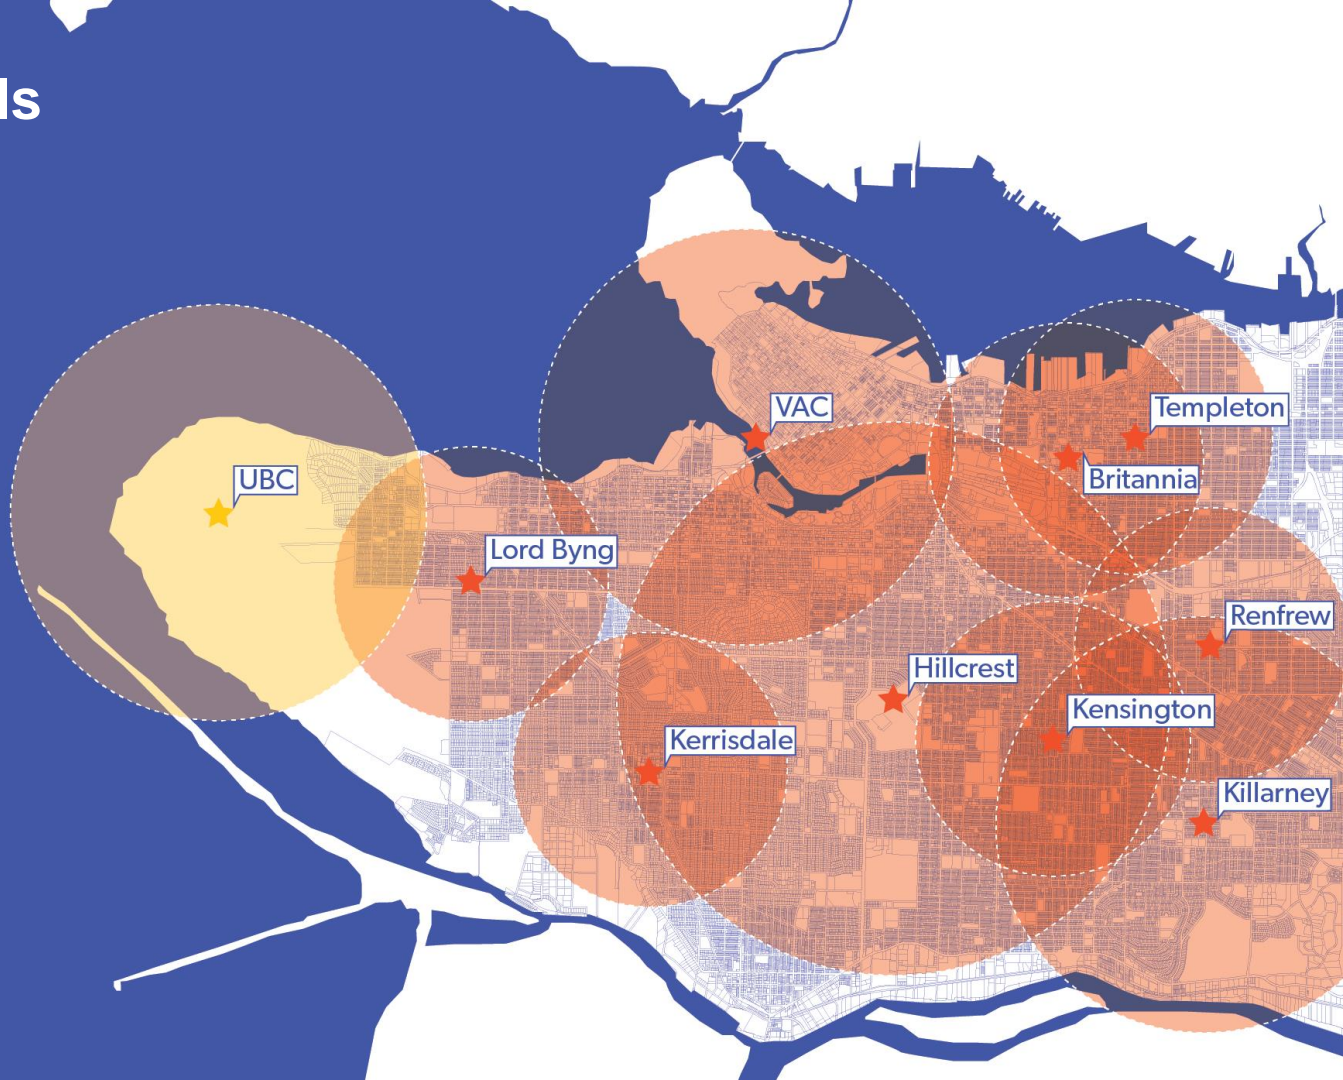 ls
VAC
Templeton
UBC
Britannia
Lord Byng
Renfrew
Hillcrest
Kensington
Kerrisdale
Killarney